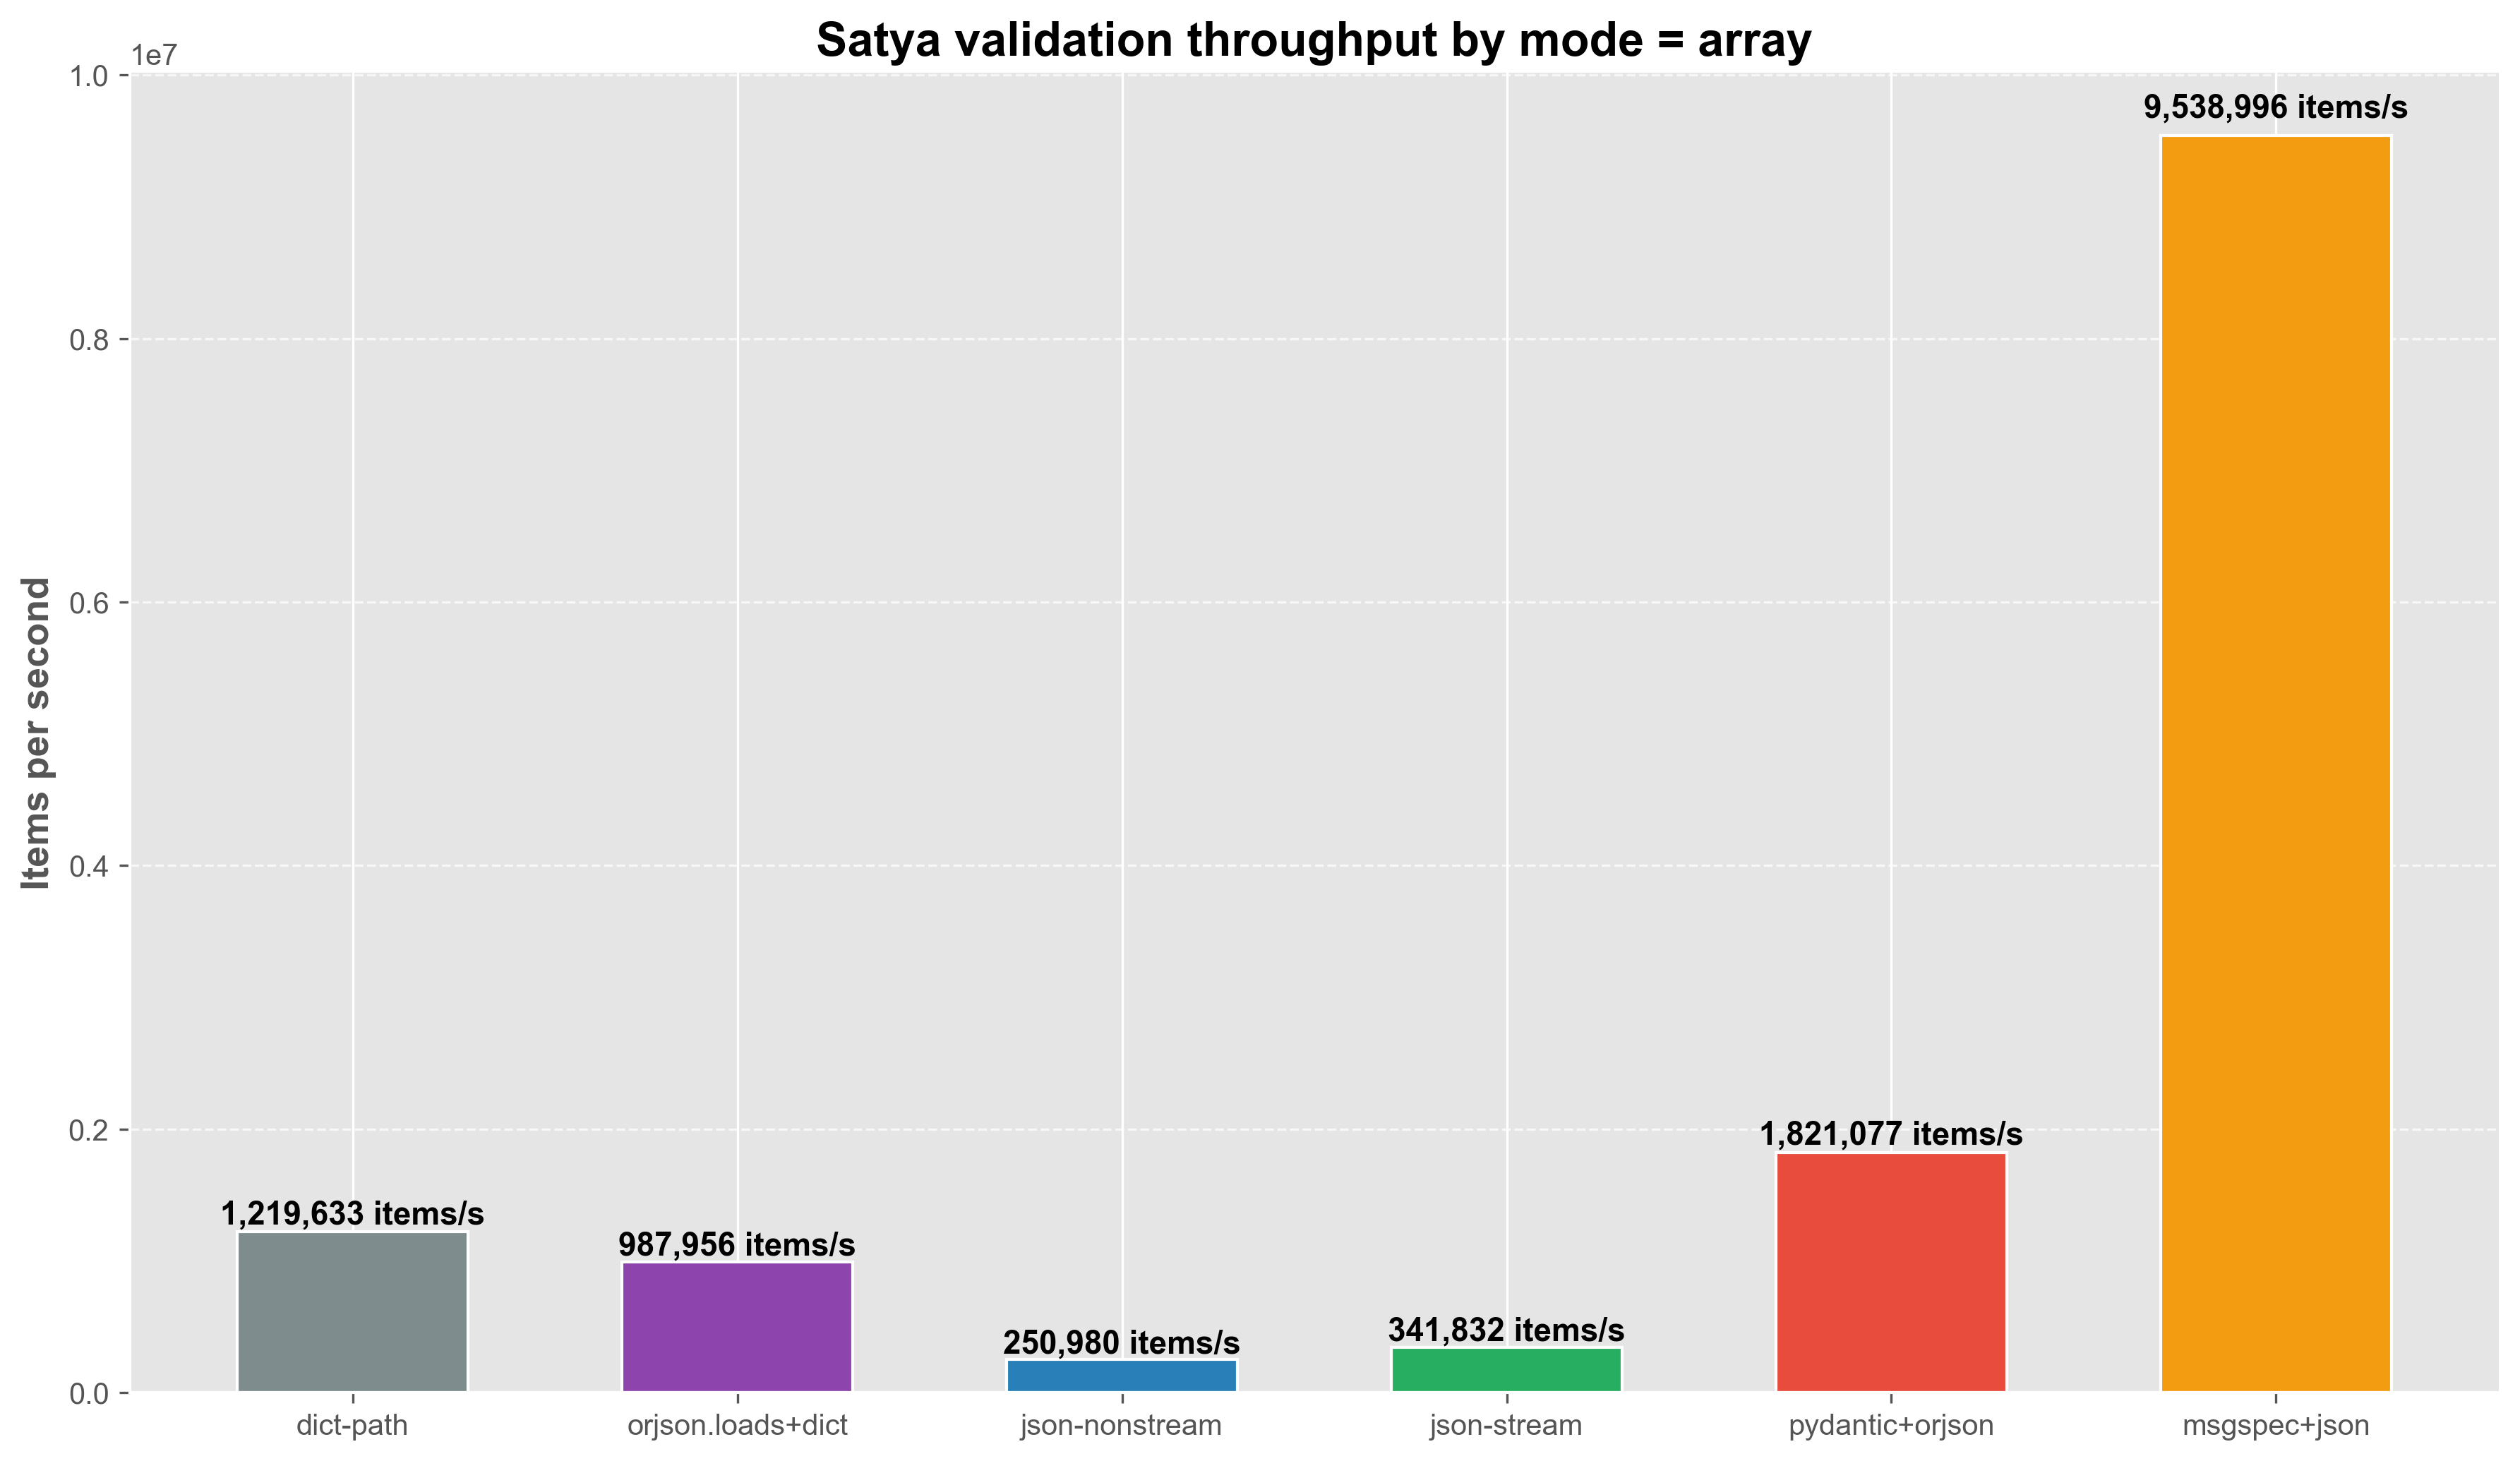 Satya validation throughput by mode = array
1e7
1.0
0.8
0.6
0.4
0.2
0.0
Items per second
9,538,996 items/s
1,821,077 items/s
1,219,633 items/s
987,956 items/s
250,980 items/s
341,832 items/s
dict-path
orjson.loads+dict
json-nonstream
json-stream
pydantic+orjson
msgspec+json